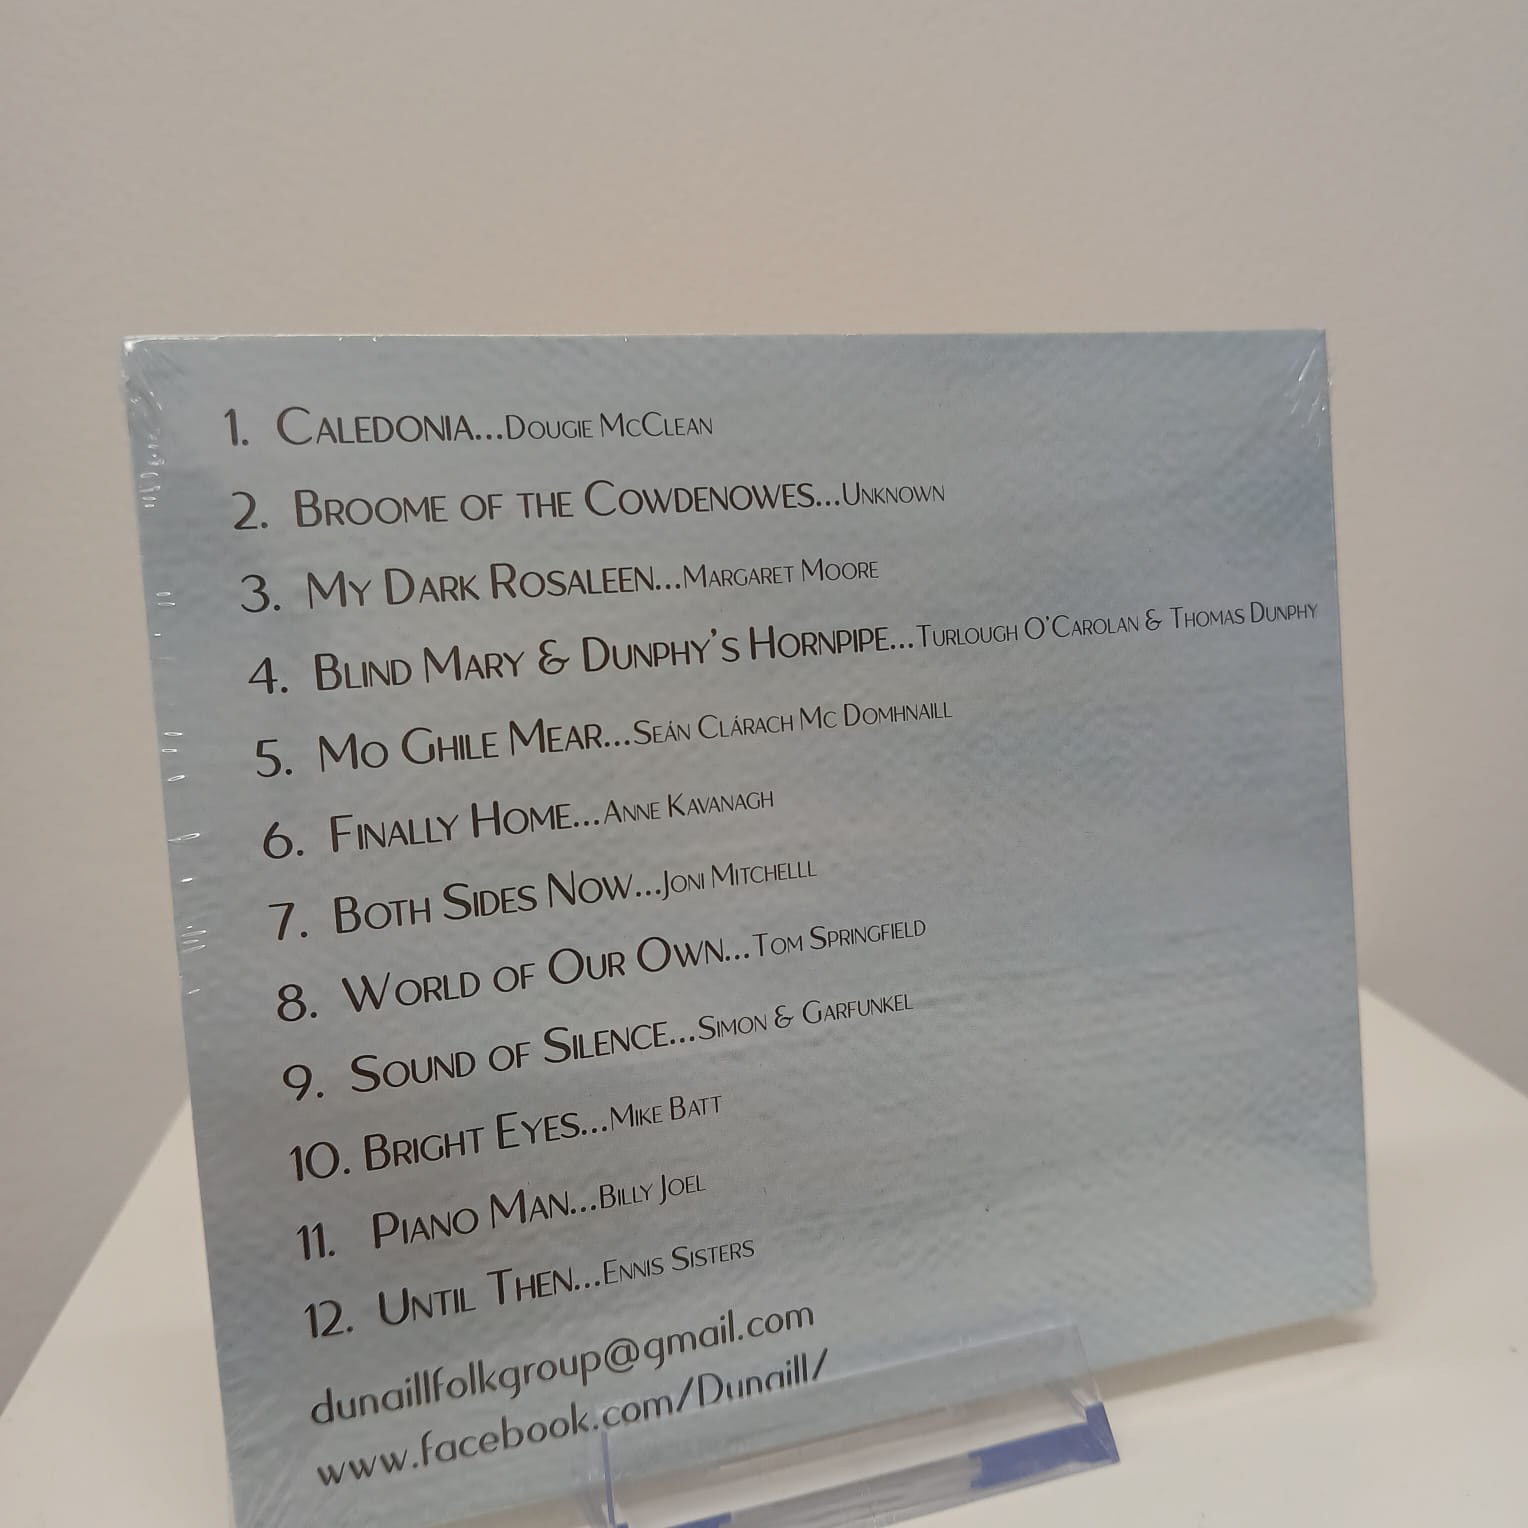 1. Caledonia...Dougie McClean
2. Broome of the Cowdenowes...Unknown
3. My Dark Rosaleen...Margaret Moore
4. Blind Mary & Dunphy's Hornpipe...Turlough O'Carolan & Thomas Dunphy
5. Mo Ghile Mear...Seán Clárach Mc Domhnaill
6. Finally Home...Anne Kavanagh
7. Both Sides Now...Joni Mitchelll
8. World of Our Own...Tom Springfield
9. Sound of Silence...Simon & Garfunkel
10. Bright Eyes...Mike Batt
11. Piano Man...Billy Joel
12. Until Then...Ennis Sisters
dunaillfolkgroup@gmail.com
www.facebook.com/Dunaill/